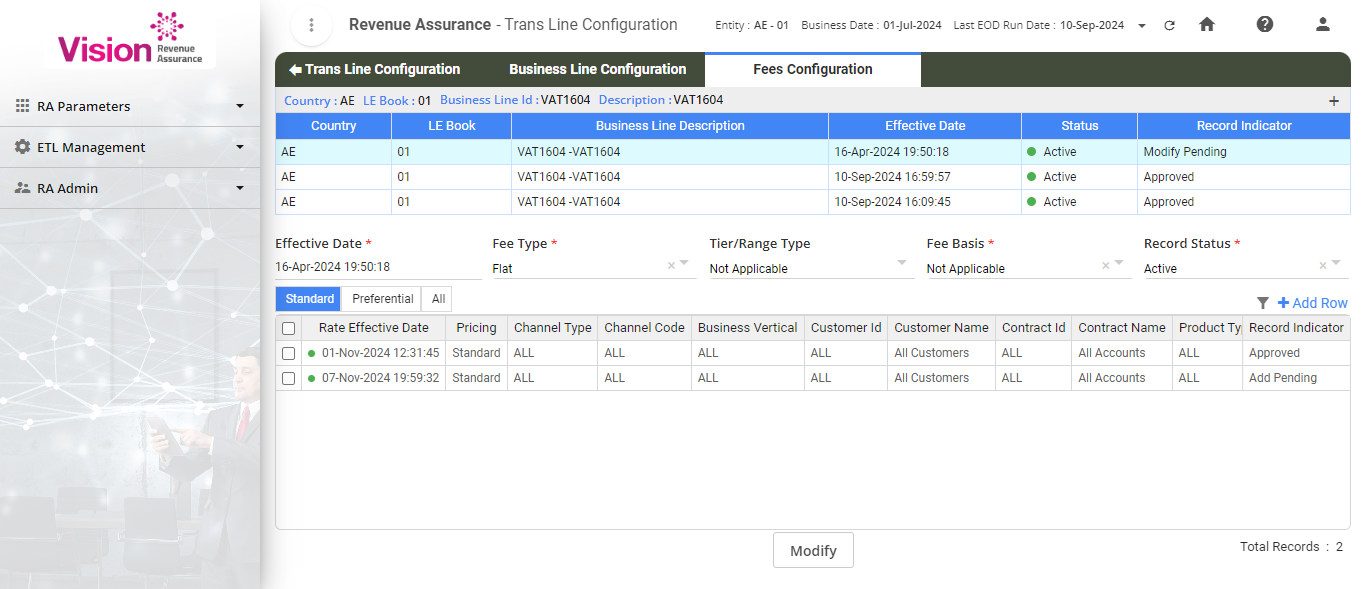 Vision Revenue Assurance
RA Parameters
ETL Management
RA Admin
Revenue Assurance - Trans Line Configuration Entity : AE - 01 Business Date : 01-Jul-2024 Last EOD Run Date : 10-Sep-2024
Trans Line Configuration Business Line Configuration Fees Configuration
Country : AE LE Book : 01 Business Line Id : VAT1604 Description : VAT1604 +
Country LE Book Business Line Description Effective Date Status Record Indicator
AE 01 VAT1604 -VAT1604 16-Apr-2024 19:50:18 Active Modify Pending
AE 01 VAT1604 -VAT1604 10-Sep-2024 16:59:57 Active Approved
AE 01 VAT1604 -VAT1604 10-Sep-2024 16:09:45 Active Approved
Effective Date * Fee Type * Tier/Range Type Fee Basis * Record Status *
16-Apr-2024 19:50:18 Flat × Not Applicable Not Applicable × Active ×
Standard Preferential All + Add Row
Rate Effective Date Pricing Channel Type Channel Code Business Vertical Customer Id Customer Name Contract Id Contract Name Product Ty Record Indicator
01-Nov-2024 12:31:45 Standard ALL ALL ALL ALL All Customers ALL All Accounts ALL Approved
07-Nov-2024 19:59:32 Standard ALL ALL ALL ALL All Customers ALL All Accounts ALL Add Pending
Modify
Total Records : 2